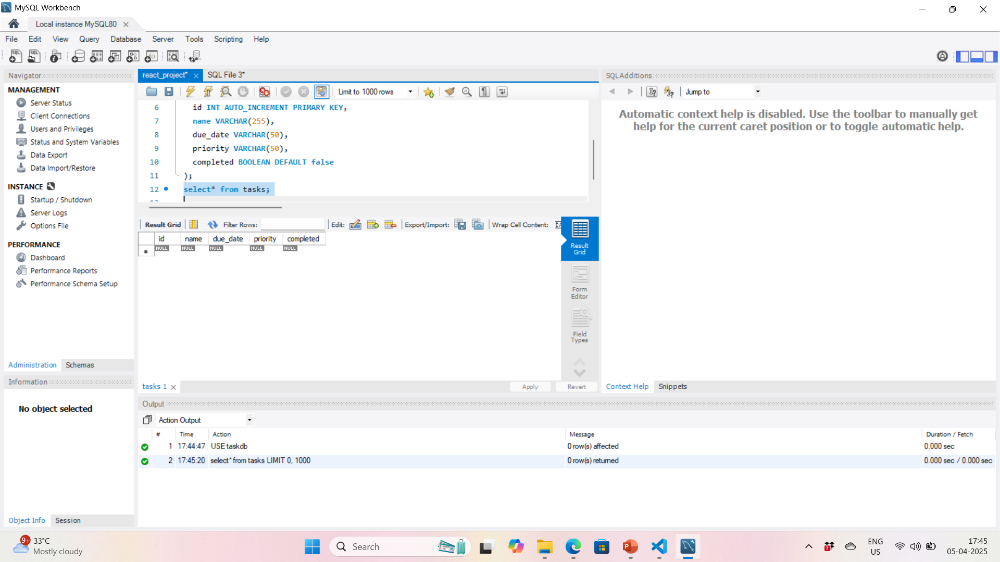 MySQL Workbench
Local instance MySQL80
File Edit View Query Database Server Tools Scripting Help
Navigator
MANAGEMENT
Server Status
Client Connections
Users and Privileges
Status and System Variables
Data Export
Data Import/Restore
INSTANCE
Startup / Shutdown
Server Logs
Options File
PERFORMANCE
Dashboard
Performance Reports
Performance Schema Setup
Administration Schemas
Information
No object selected
Object Info Session
react_project* SQL File 3*
Limit to 1000 rows
6 id INT AUTO_INCREMENT PRIMARY KEY,
7 name VARCHAR(255),
8 due_date VARCHAR(50),
9 priority VARCHAR(50),
10 completed BOOLEAN DEFAULT false
11 );
12 select* from tasks;
Result Grid Filter Rows: Edit: Export/Import: Wrap Cell Content:
id name due_date priority completed
NULL NULL NULL NULL NULL
Result Grid
Form Editor
Field Types
tasks 1 Apply Revert
SQLAdditions
Jump to
Automatic context help is disabled. Use the toolbar to manually get
help for the current caret position or to toggle automatic help.
Context Help Snippets
Output
Action Output
# Time Action Message Duration / Fetch
1 17:44:47 USE taskdb 0 row(s) affected 0.000 sec
2 17:45:20 select* from tasks LIMIT 0, 1000 0 row(s) returned 0.000 sec / 0.000 sec
9+ 33°C
Mostly cloudy
Search
7
ENG
US
17:45
05-04-2025